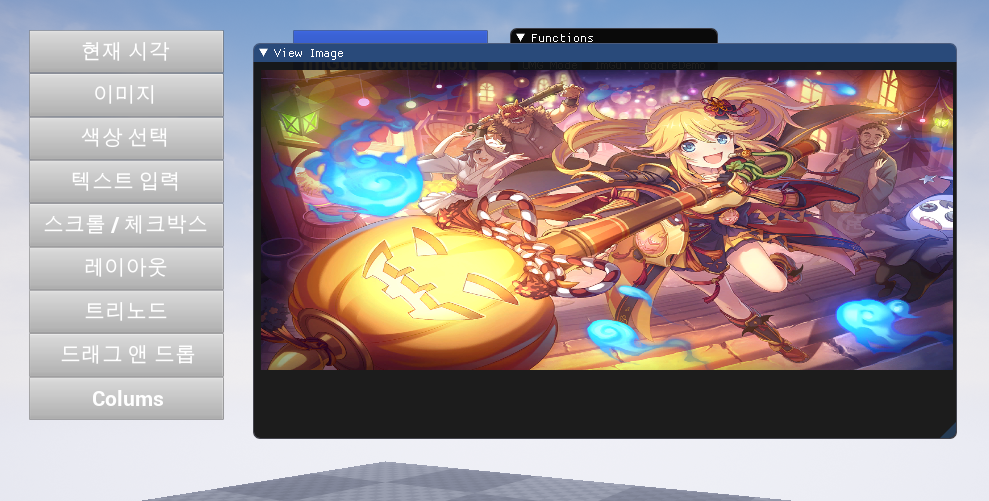 현재 시각
이미지
색상 선택
텍스트 입력
스크롤 / 체크박스
레이아웃
트리노드
드래그 앤 드롭
Colums
Functions
View Image